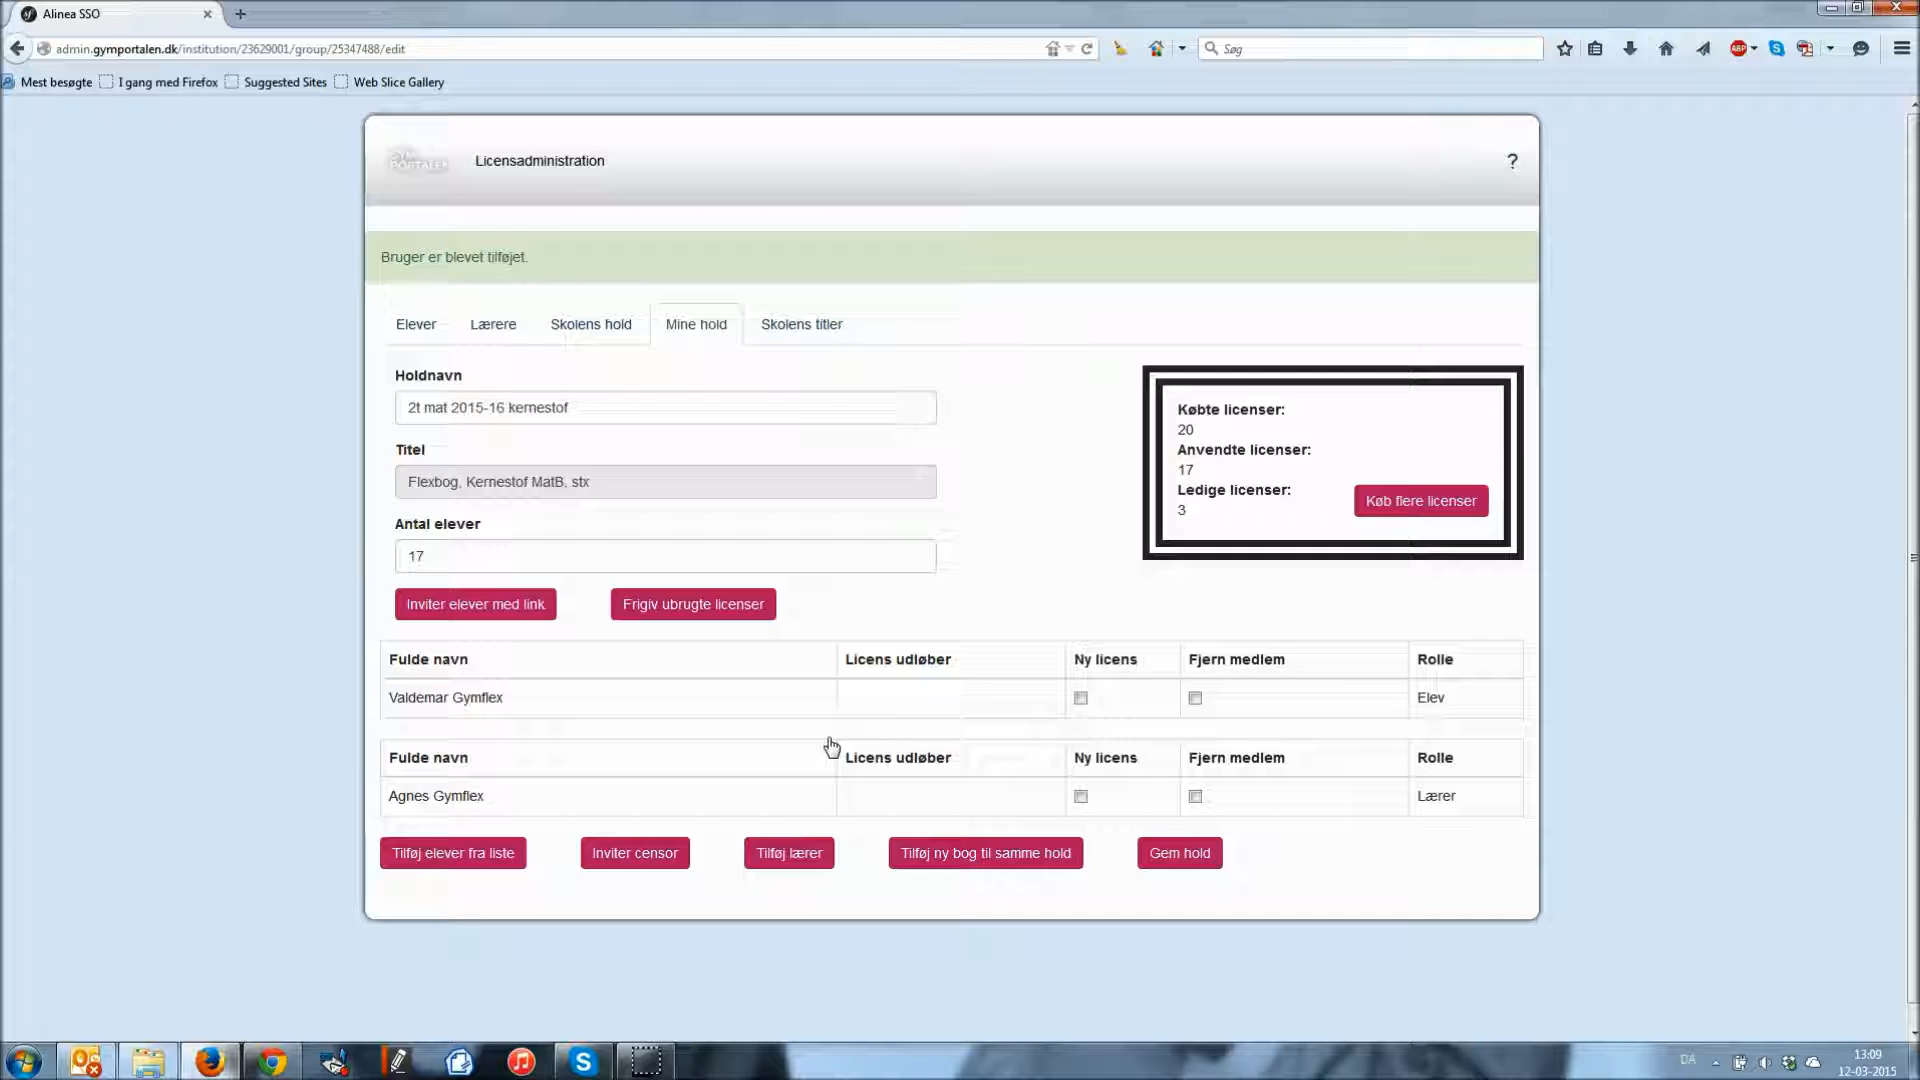 Alinea SSO
admin.gymportalen.dk/institution/23629001/group/25347488/edit
Søg
ABP
Mest besøgte
I gang med Firefox
Suggested Sites
Web Slice Gallery
GYM
PORTALEN
Licensadministration
?
Bruger er blevet tilføjet.
Elever
Lærere
Skolens hold
Mine hold
Skolens titler
Holdnavn
2t mat 2015-16 kernestof
Titel
Flexbog, Kernestof MatB, stx
Antal elever
17
Købte licenser:
20
Anvendte licenser:
17
Ledige licenser:
3
Køb flere licenser
Inviter elever med link
Frigiv ubrugte licenser
Fulde navn Licens udløber Ny licens Fjern medlem Rolle
Valdemar Gymflex Elev
Fulde navn Licens udløber Ny licens Fjern medlem Rolle
Agnes Gymflex Lærer
Tilføj elever fra liste
Inviter censor
Tilføj lærer
Tilføj ny bog til samme hold
Gem hold
DA
13:09
12-03-2015